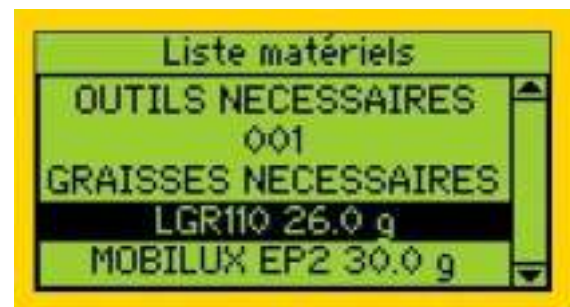 Liste matériels
OUTILS NECESSAIRES
001
GRAISSES NECESSAIRES
LGR110 26.0 g
MOBILUX EP2 30.0 g